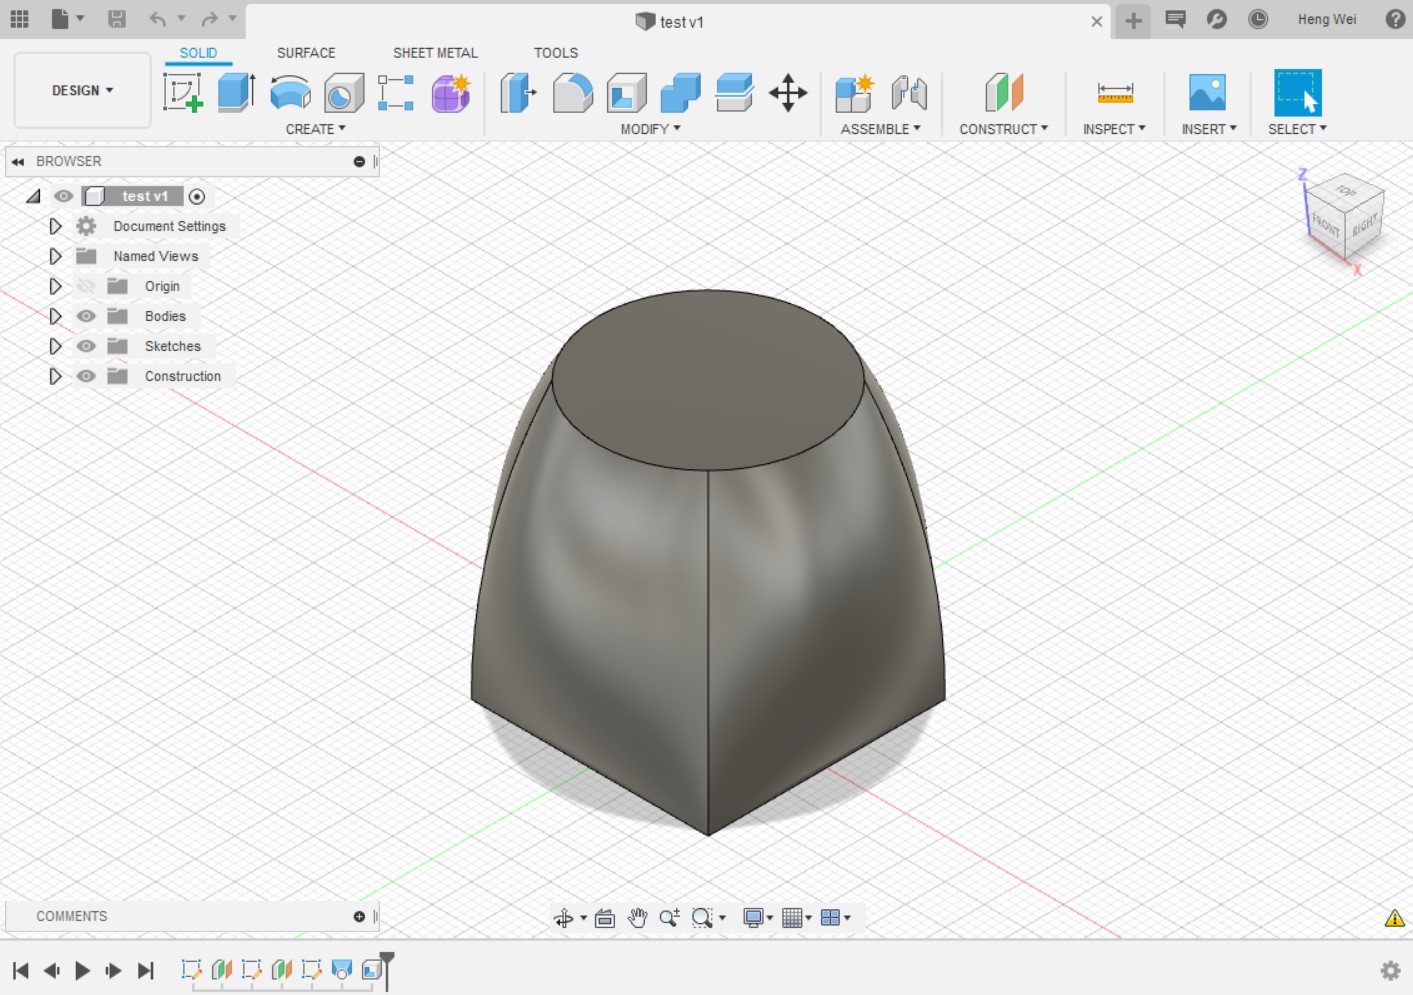 test v1
Heng Wei
SOLID
SURFACE
SHEET METAL
TOOLS
DESIGN
CREATE
MODIFY
ASSEMBLE
CONSTRUCT
INSPECT
INSERT
SELECT
BROWSER
test v1
Document Settings
Named Views
Origin
Bodies
Sketches
Construction
Z
TOP
FRONT
RIGHT
X
COMMENTS